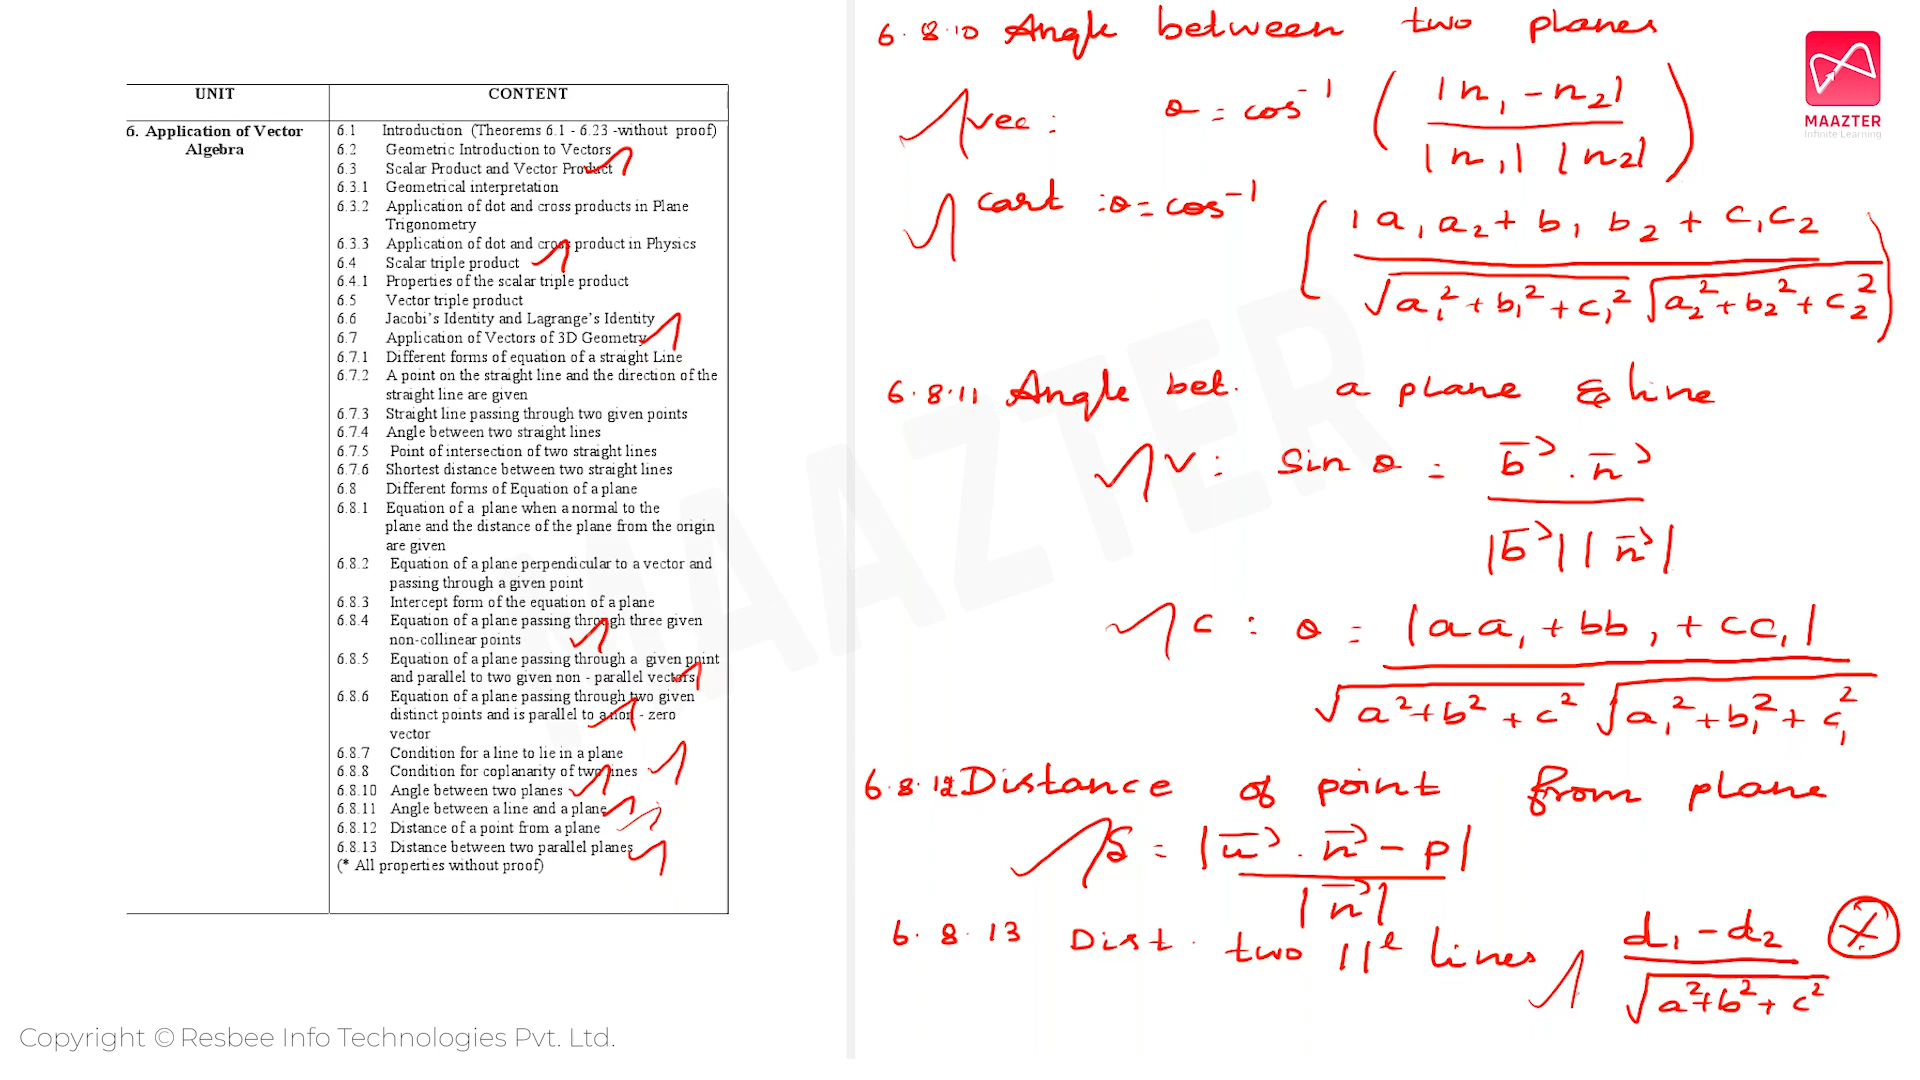 UNIT CONTENT
6. Application of Vector Algebra
6.1 Introduction (Theorems 6.1 - 6.23 -without proof)
6.2 Geometric Introduction to Vectors
6.3 Scalar Product and Vector Product
6.3.1 Geometrical interpretation
6.3.2 Application of dot and cross products in Plane
Trigonometry
6.3.3 Application of dot and cross product in Physics
6.4 Scalar triple product
6.4.1 Properties of the scalar triple product
6.5 Vector triple product
6.6 Jacobi's Identity and Lagrange's Identity
6.7 Application of Vectors of 3D Geometry
6.7.1 Different forms of equation of a straight Line
6.7.2 A point on the straight line and the direction of the
straight line are given
6.7.3 Straight line passing through two given points
6.7.4 Angle between two straight lines
6.7.5 Point of intersection of two straight lines
6.7.6 Shortest distance between two straight lines
6.8 Different forms of Equation of a plane
6.8.1 Equation of a plane when a normal to the
plane and the distance of the plane from the origin
are given
6.8.2 Equation of a plane perpendicular to a vector and
passing through a given point
6.8.3 Intercept form of the equation of a plane
6.8.4 Equation of a plane passing through three given
non-collinear points
6.8.5 Equation of a plane passing through a given point
and parallel to two given non - parallel vectors
6.8.6 Equation of a plane passing through two given
distinct points and is parallel to a non - zero
vector
6.8.7 Condition for a line to lie in a plane
6.8.8 Condition for coplanarity of two lines
6.8.10 Angle between two planes
6.8.11 Angle between a line and a plane
6.8.12 Distance of a point from a plane
6.8.13 Distance between two parallel planes
(* All properties without proof)
6.8.10 Angle between two planes
vec: θ = cos⁻¹ ( |n₁ - n₂| / |n₁| |n₂| )
cart : θ = cos⁻¹ ( |a₁a₂ + b₁b₂ + c₁c₂ / √a₁²+b₁²+c₁² √a₂²+b₂²+c₂² )
6.8.11 Angle bet. a plane & line
V: Sin θ = b⃗ . n⃗ / |b⃗| |n⃗|
C: θ = |aa₁ + bb₁ + cc₁| / √a²+b²+c² √a₁²+b₁²+c₁²
6.8.12 Distance of point from plane
δ = |u⃗ . n⃗ - p| / |n⃗|
6.8.13 Dist. two ||l lines d₁ - d₂ / √a²+b²+c²
MAAZTER
Infinite Learning
MAAZTER
Copyright © Resbee Info Technologies Pvt. Ltd.